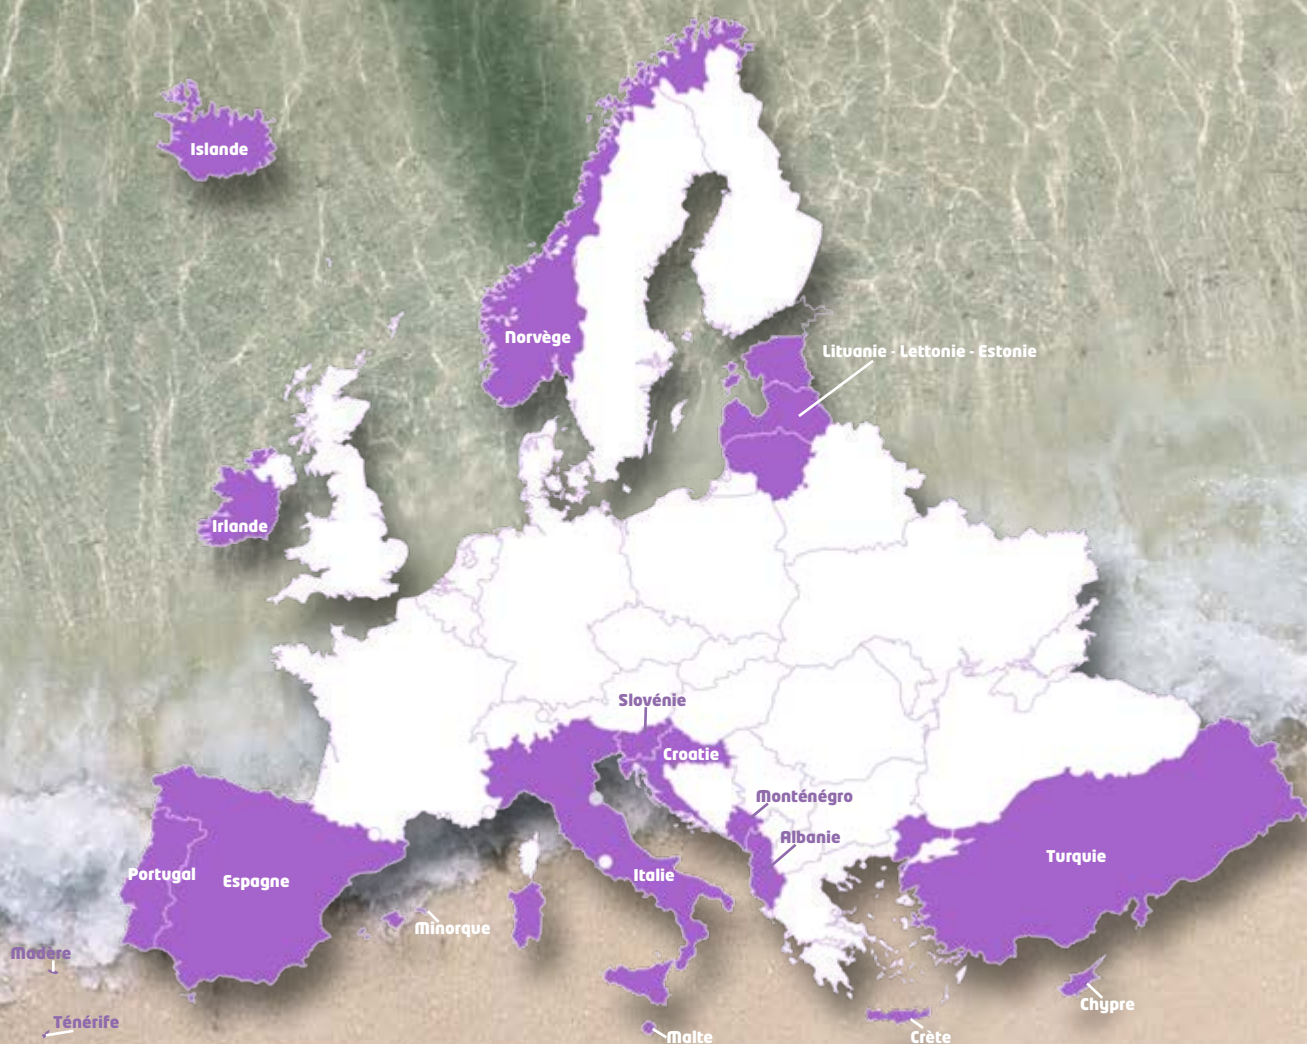 Islande
Norvège
Lituanie - Lettonie - Estonie
Irlande
Slovénie
Croatie
Monténégro
Albanie
Turquie
Portugal
Espagne
Italie
Minorque
Madère
Chypre
Ténérife
Malte
Crète